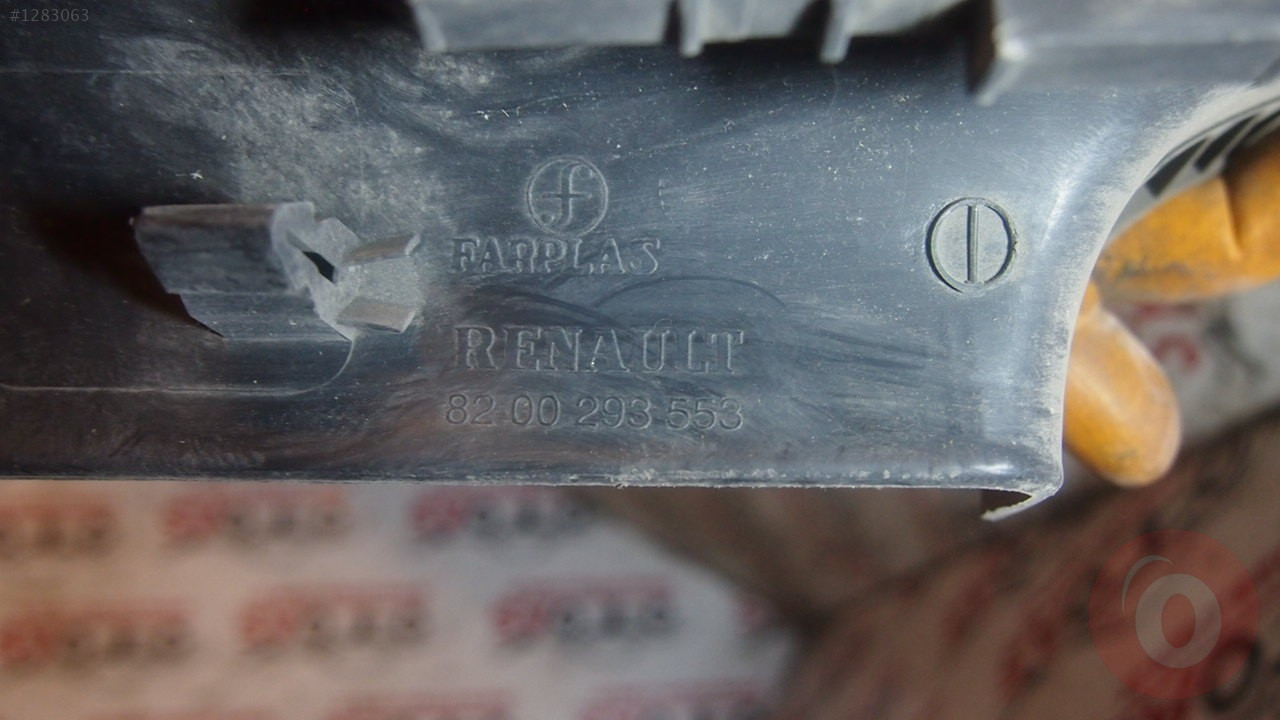 #1283063
f
FARPLAS
RENAULT
82 00 293 553